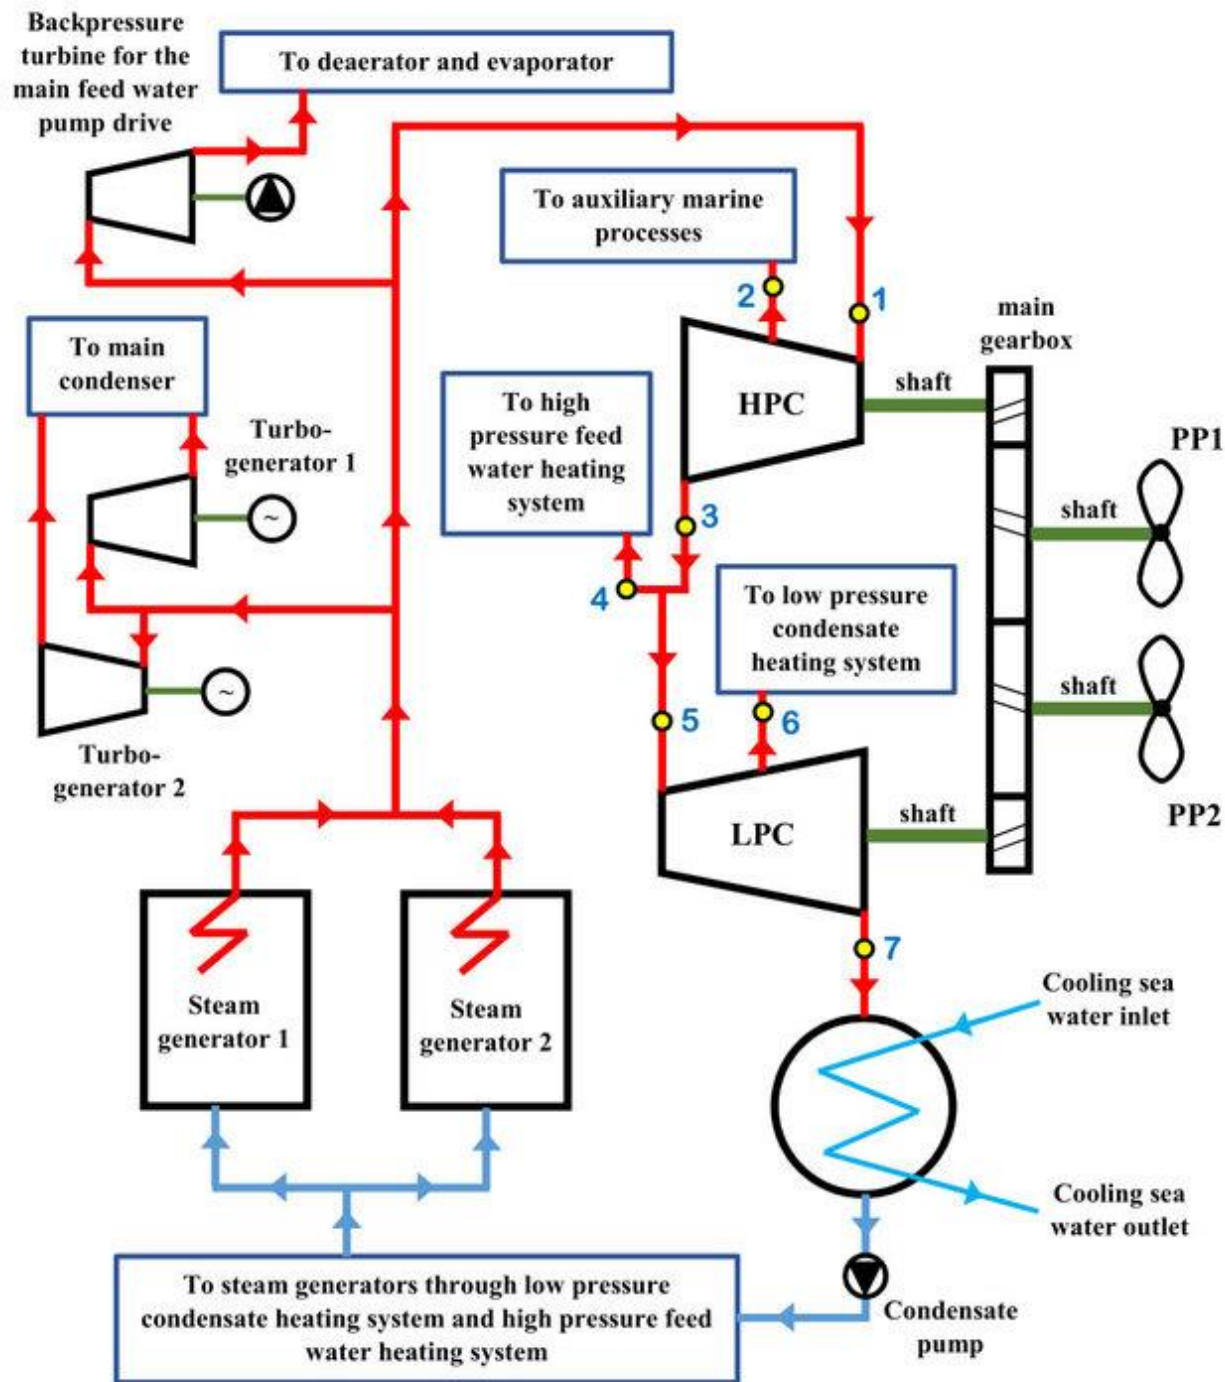 Backpressure
turbine for the
main feed water
pump drive
To deaerator and evaporator
To auxiliary marine
processes
2
1
main
gearbox
To main
condenser
To high
pressure feed
water heating
system
HPC
shaft
PP1
Turbo-
generator 1
~
3
shaft
4
To low pressure
condensate
heating system
~
shaft
5
6
Turbo-
generator 2
LPC
shaft
PP2
7
Steam
generator 1
Steam
generator 2
Cooling sea
water inlet
Cooling sea
water outlet
To steam generators through low pressure
condensate heating system and high pressure feed
water heating system
Condensate
pump